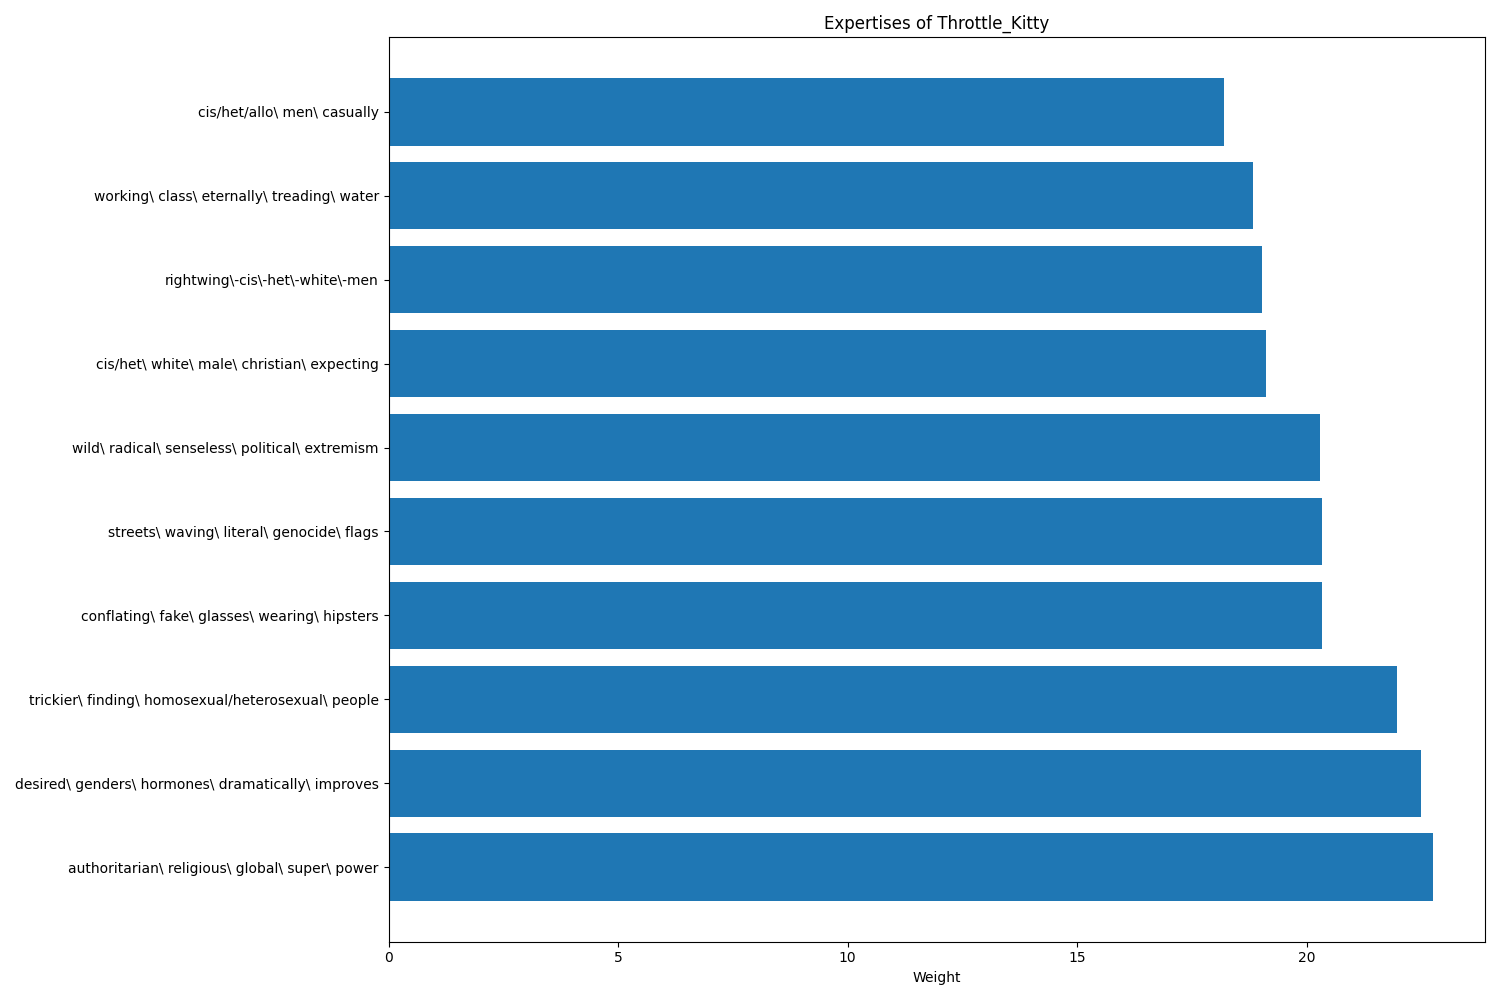 Expertises of Throttle_Kitty
cis/het/allo\ men\ casually
working\ class\ eternally\ treading\ water
rightwing\-cis\-het\-white\-men
cis/het\ white\ male\ christian\ expecting
wild\ radical\ senseless\ political\ extremism
streets\ waving\ literal\ genocide\ flags
conflating\ fake\ glasses\ wearing\ hipsters
trickier\ finding\ homosexual/heterosexual\ people
desired\ genders\ hormones\ dramatically\ improves
authoritarian\ religious\ global\ super\ power
0 5 10 15 20
Weight